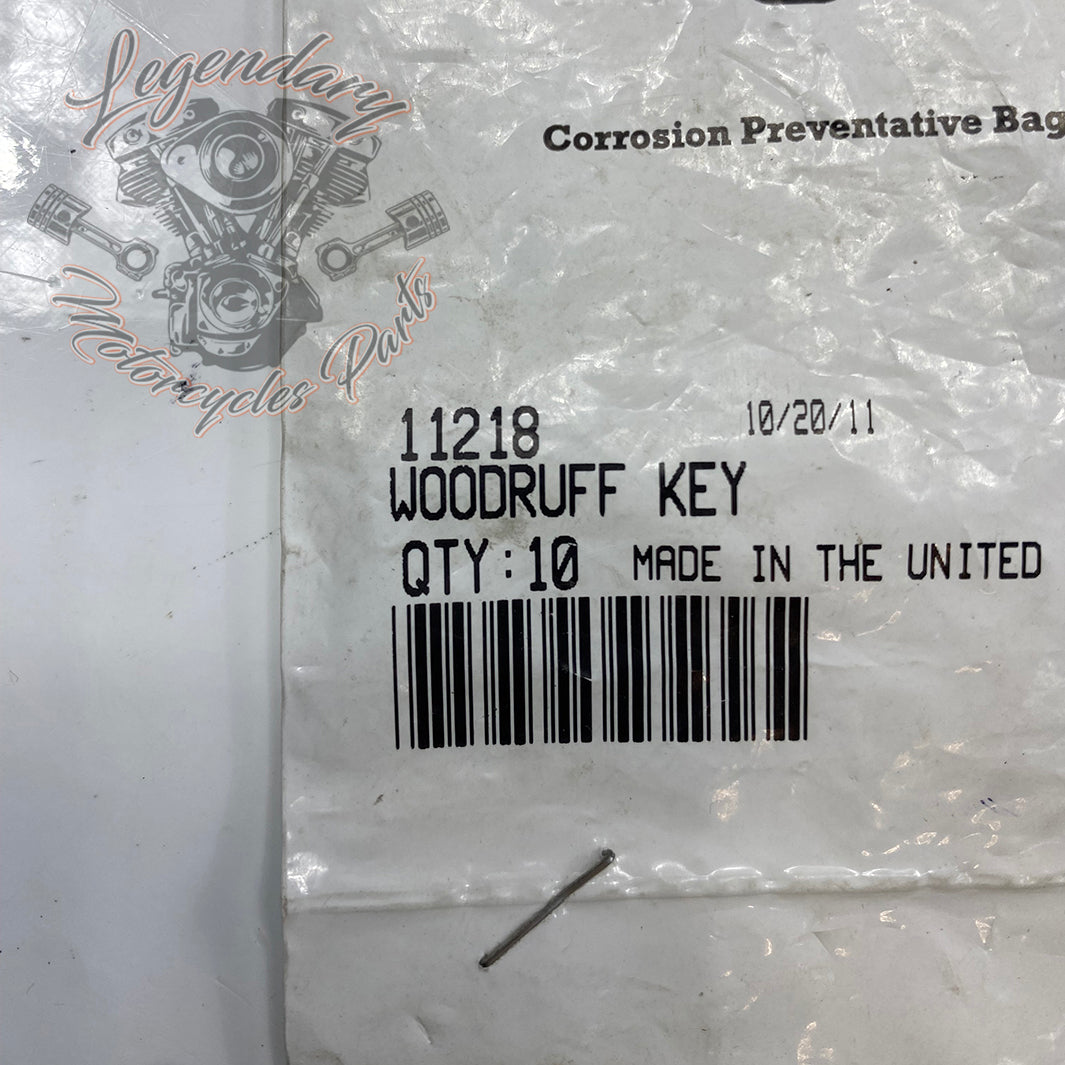 Legendary
Motorcycles Parts
Corrosion Preventative Bag
11218
10/20/11
WOODRUFF KEY
QTY:10 MADE IN THE UNITED